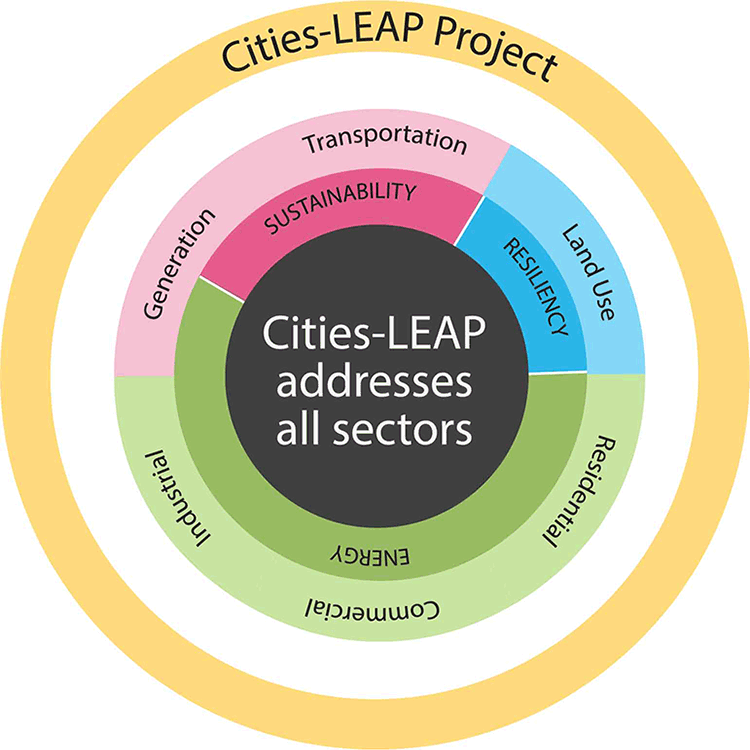 Cities-LEAP Project
Transportation
Generation
SUSTAINABILITY
Land Use
RESILIENCY
Cities-LEAP
addresses
all sectors
Industrial
Residential
ENERGY
Commercial